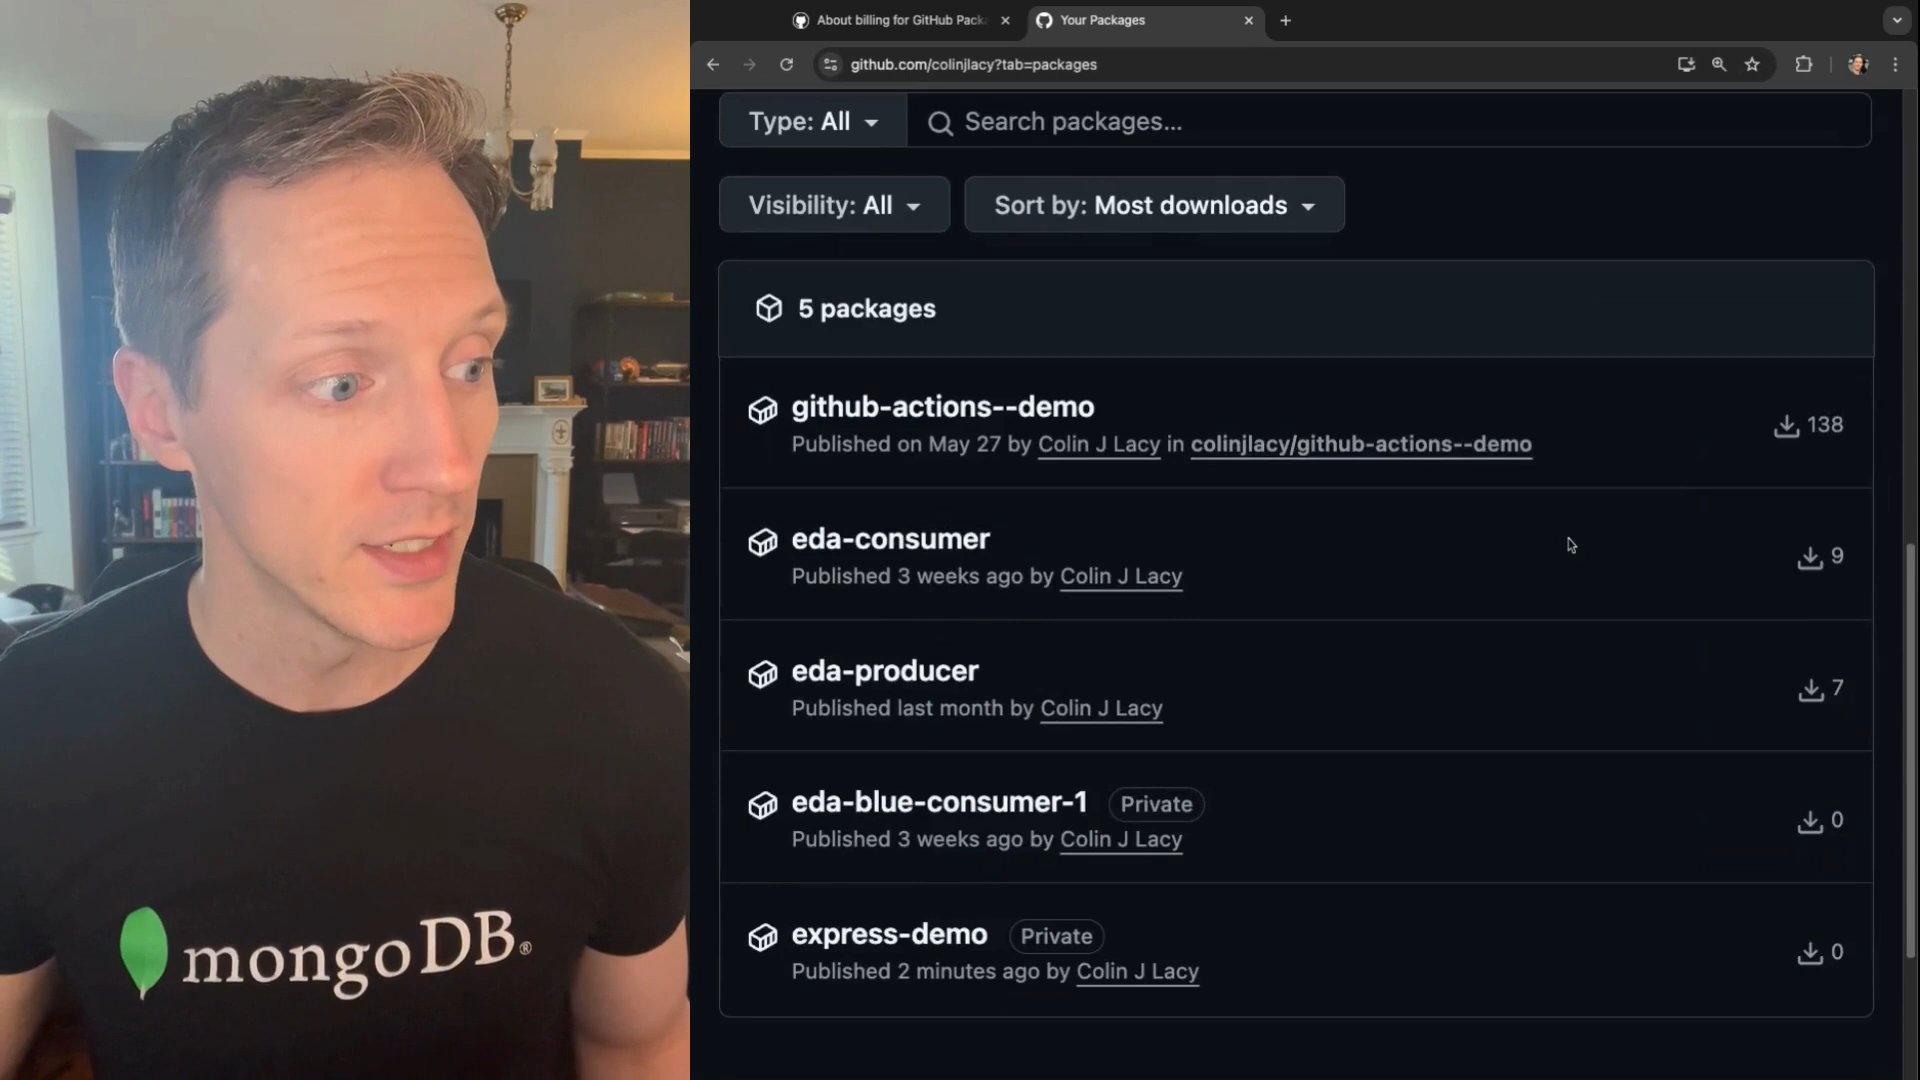 About billing for GitHub Pack
Your Packages
github.com/colinjlacy?tab=packages
Type: All
Search packages...
Visibility: All
Sort by: Most downloads
5 packages
github-actions--demo
138
Published on May 27 by Colin J Lacy in colinjlacy/github-actions--demo
eda-consumer
9
Published 3 weeks ago by Colin J Lacy
eda-producer
7
Published last month by Colin J Lacy
eda-blue-consumer-1 Private
0
Published 3 weeks ago by Colin J Lacy
express-demo Private
0
Published 2 minutes ago by Colin J Lacy
mongoDB®